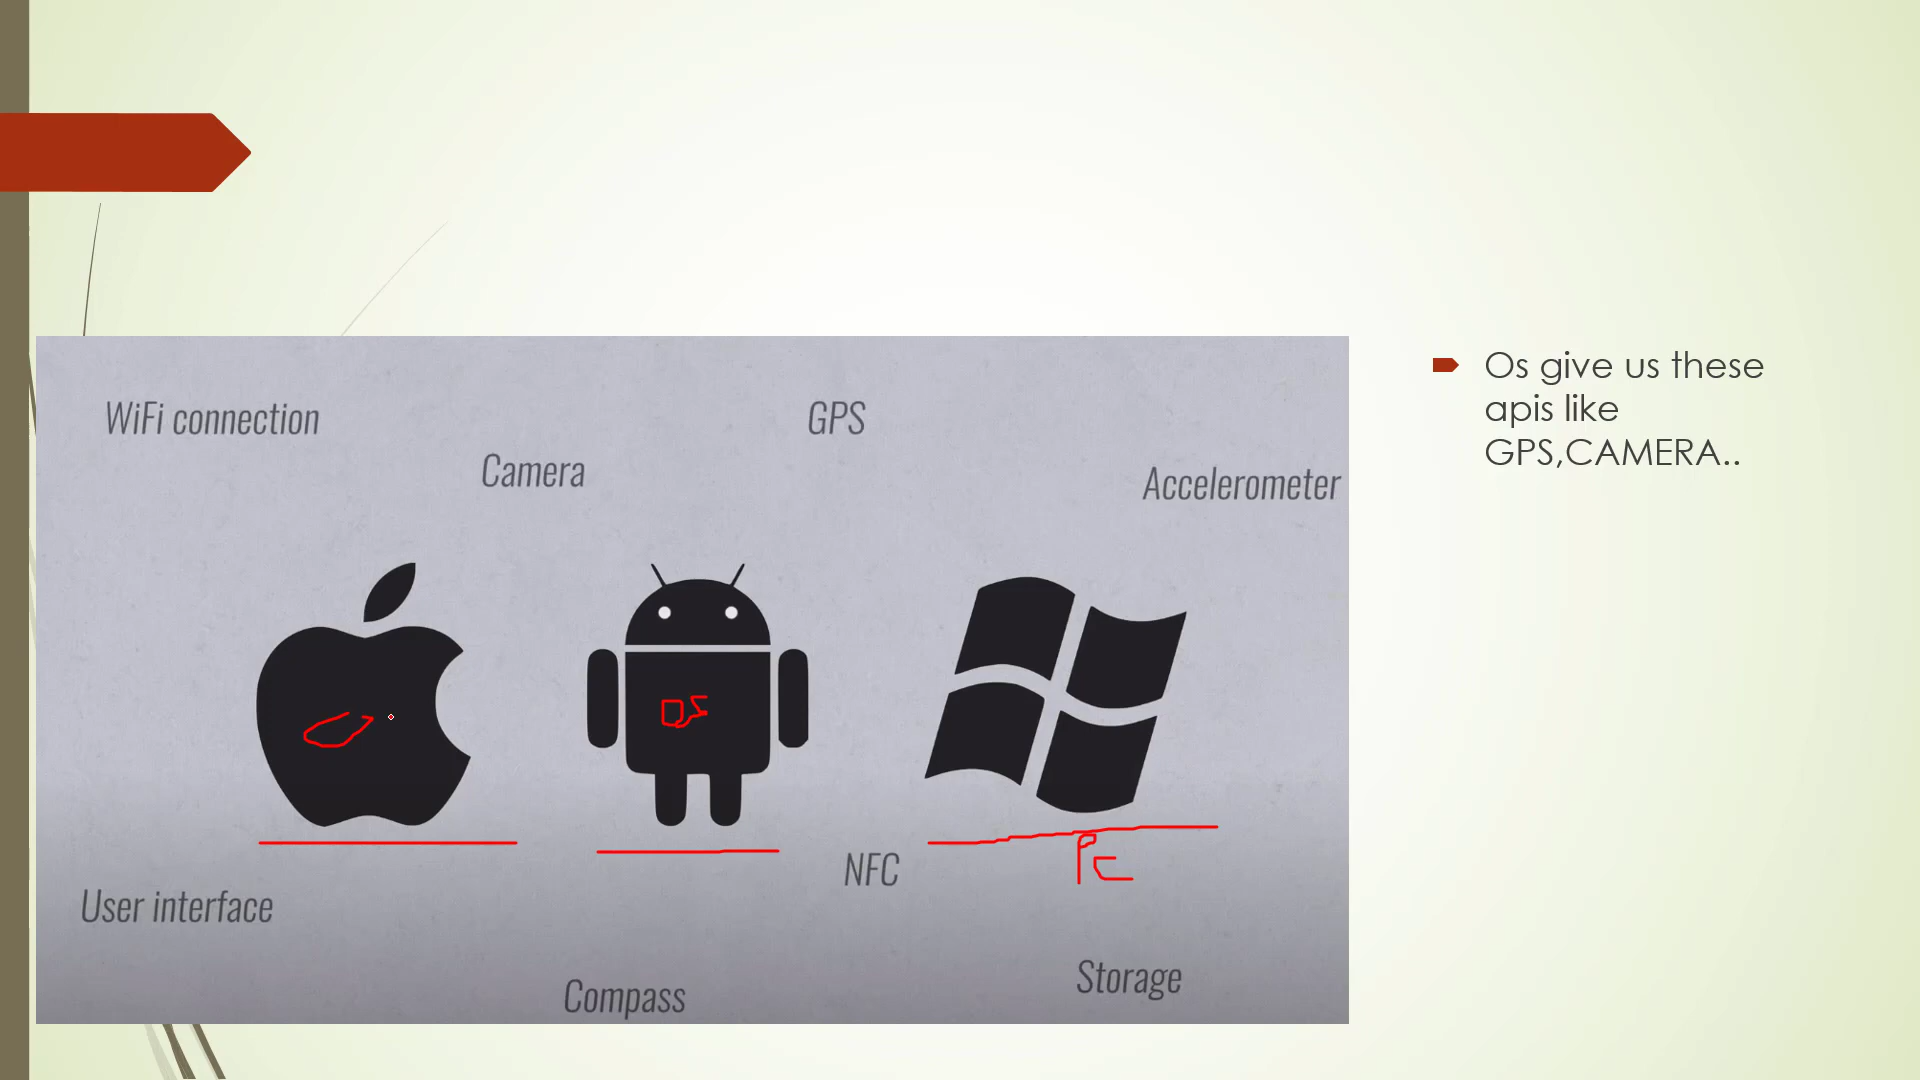 WiFi connection
GPS
Camera
Accelerometer
OS
PC
NFC
User interface
Storage
Compass
Os give us these
apis like
GPS,CAMERA..